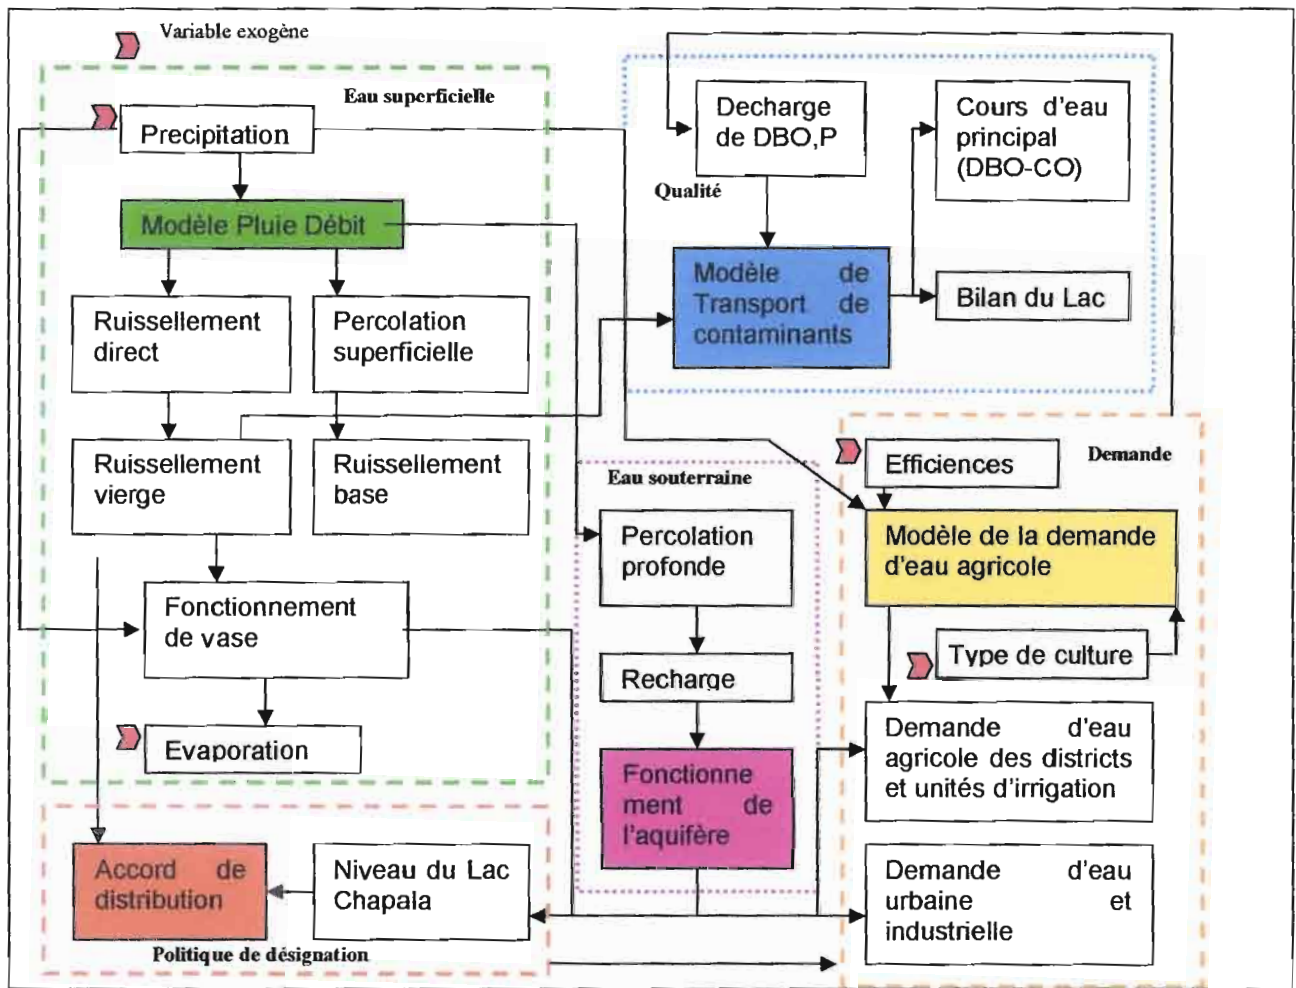 Variable exogène
Eau superficielle
Precipitation
Modèle Pluie Débit
Ruissellement
direct
Percolation
superficielle
Ruissellement
vierge
Ruissellement
base
Fonctionnement
de vase
Evaporation
Decharge
de DBO,P
Cours d'eau
principal
(DBO-CO)
Qualité
Modèle de
Transport de
contaminants
Bilan du Lac
Eau souterraine
Percolation
profonde
Recharge
Fonctionne
ment de
l'aquifère
Efficiences
Demande
Modèle de la demande
d'eau agricole
Type de culture
Demande d'eau
agricole des districts
et unités d'irrigation
Demande d'eau
urbaine et
industrielle
Accord de
distribution
Niveau du Lac
Chapala
Politique de désignation